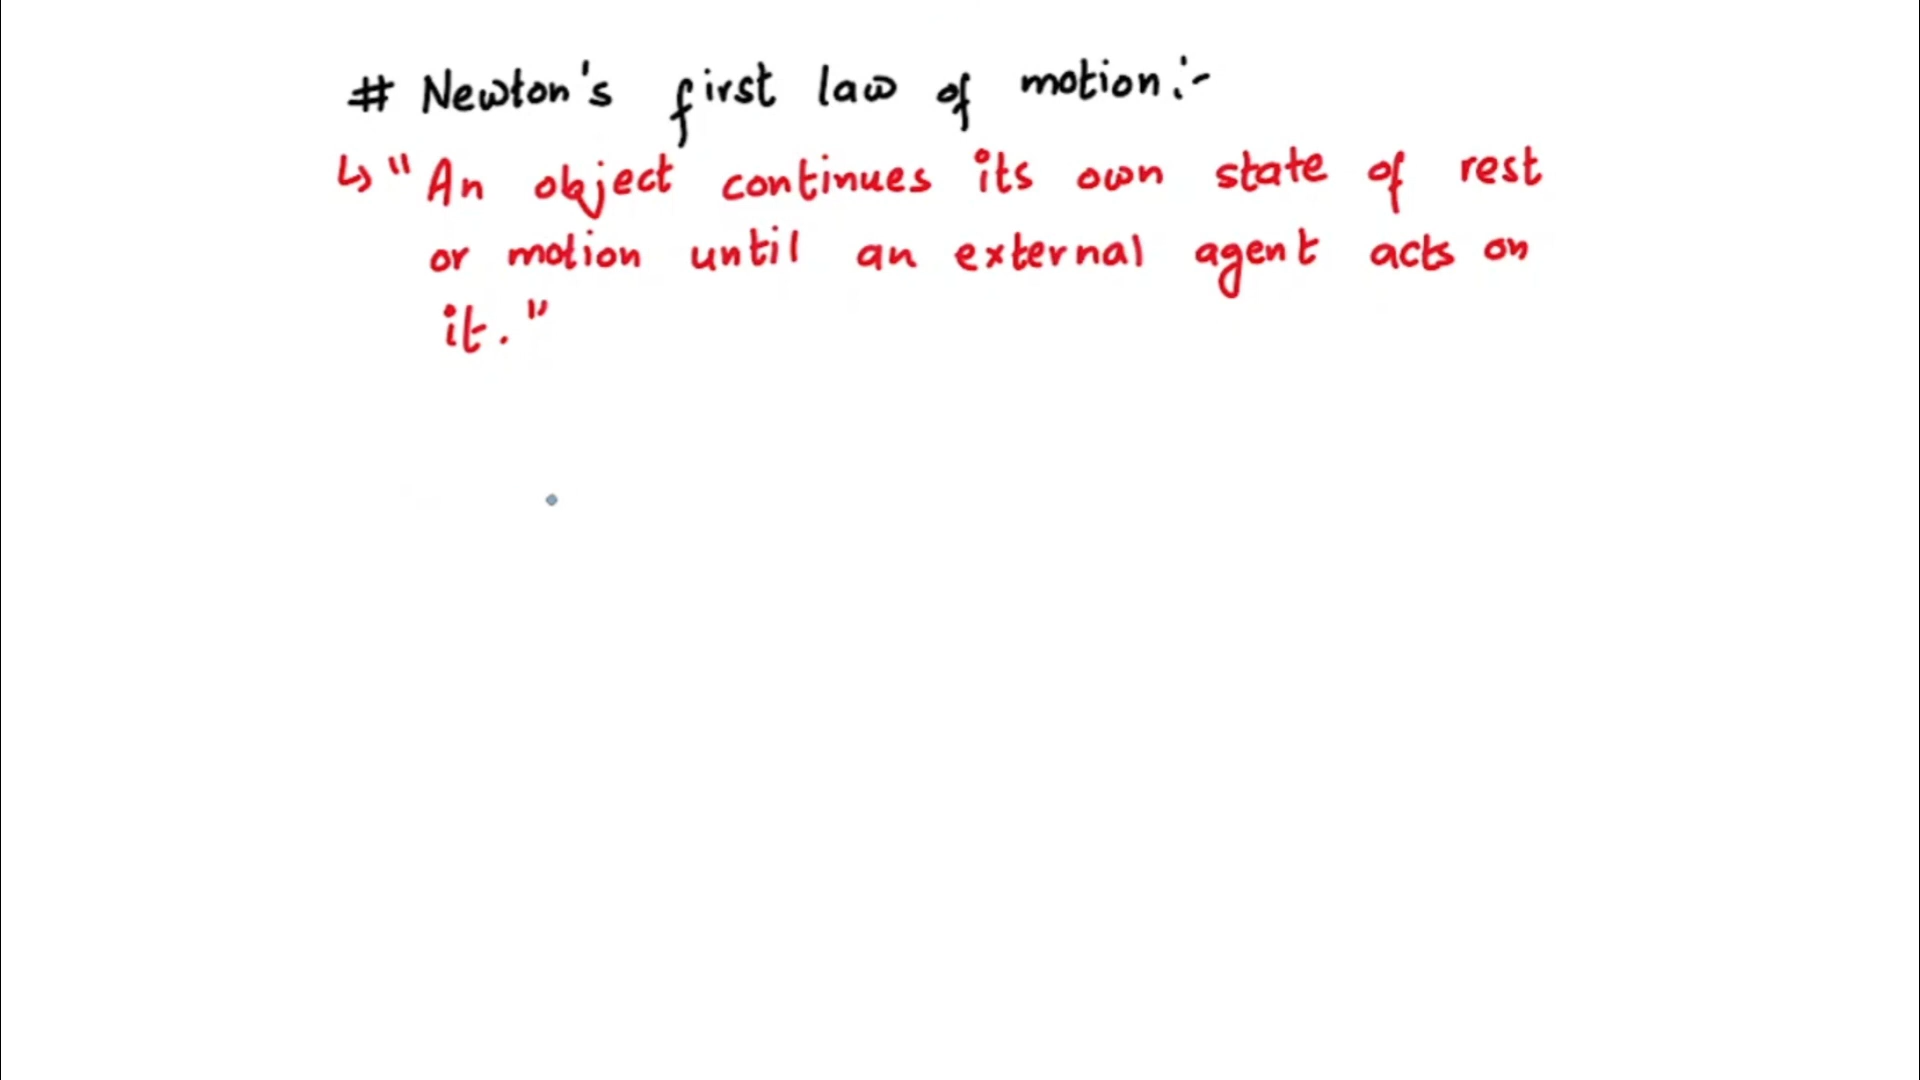 # Newton's first law of motion:-
↳ "An object continues its own state of rest
or motion until an external agent acts on
it."